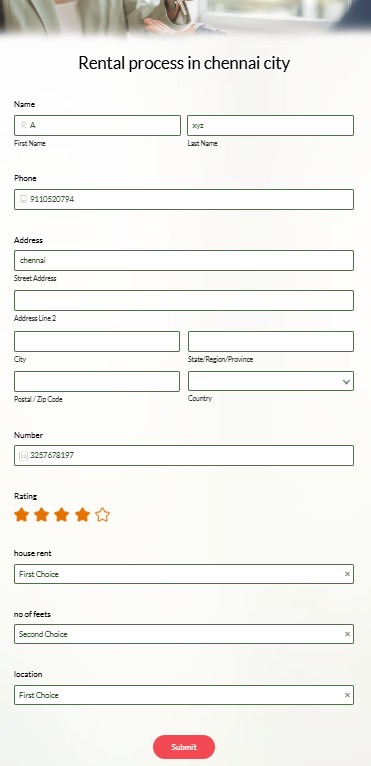 Rental process in chennai city
Name
A xyz
First Name Last Name
Phone
9110520794
Address
chennai
Street Address
Address Line 2
City State/Region/Province
Postal / Zip Code Country
Number
3257678197
Rating
house rent
First Choice
no of feets
Second Choice
location
First Choice
Submit